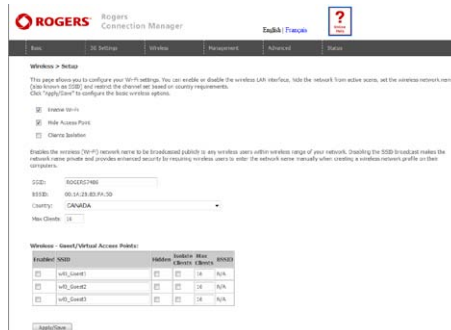 ROGERS™ Rogers
Connection Manager
English | Français
?
Basic 3G Settings Wireless Management Advanced Status
Wireless > Setup
This page allows you to configure your Wi-Fi settings. You can enable or disable the wireless LAN interface, hide the network from active scans, set the wireless network name
(also known as SSID) and restrict the channel set based on country requirements.
Click "Apply/Save" to configure the basic wireless options.
Enable Wi-Fi
Hide Access Point
Clients Isolation
Enables the wireless (Wi-Fi) network name to be broadcasted publicly to any wireless users within wireless range of your network. Disabling the SSID broadcast makes the
network name private and provides enhanced security by requiring wireless users to enter the network name manually when creating a wireless network profile on their
computers.
SSID:
BSSID:
Country: CANADA
Max Clients: 16
Wireless - Guest/Virtual Access Points:
Enabled SSID Hidden Isolate Clients Max Clients BSSID
wl0_Guest1 16 N/A
wl0_Guest2 16 N/A
wl0_Guest3 16 N/A
Apply/Save